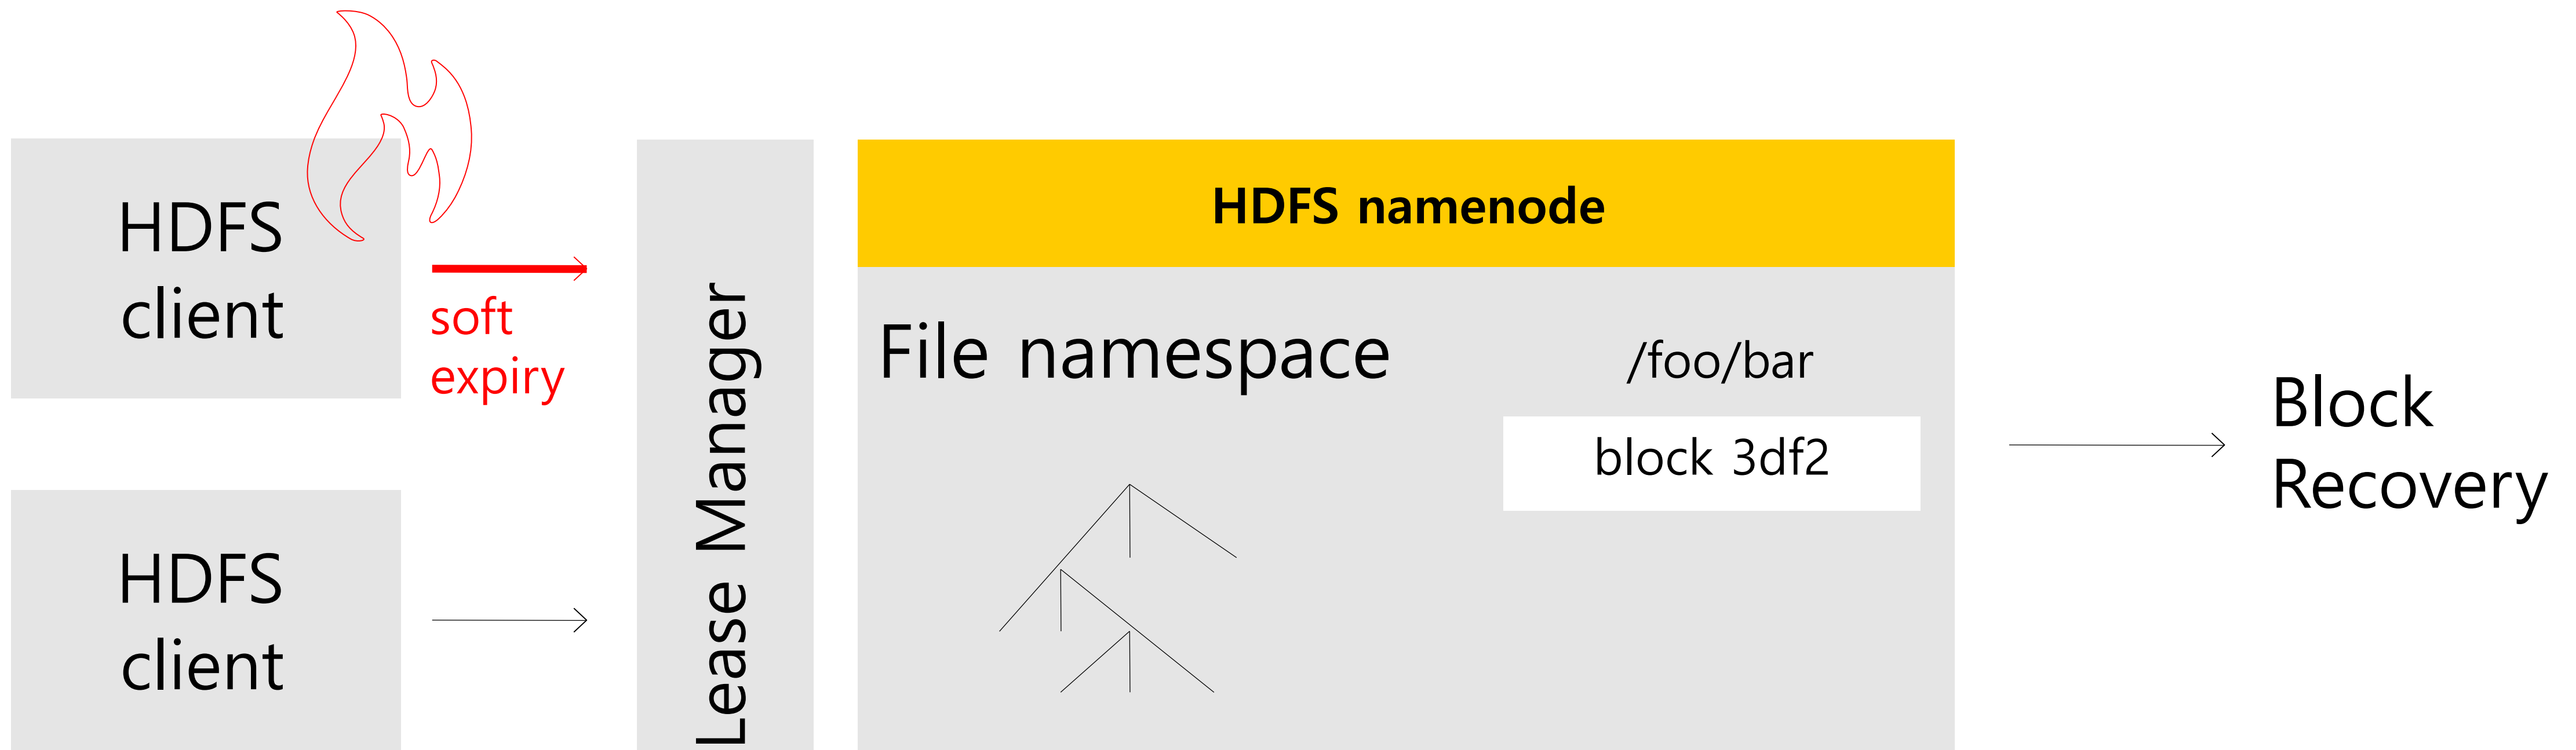 HDFS
client
soft
expiry
HDFS
client
Lease Manager
HDFS namenode
File namespace
/foo/bar
block 3df2
Block
Recovery